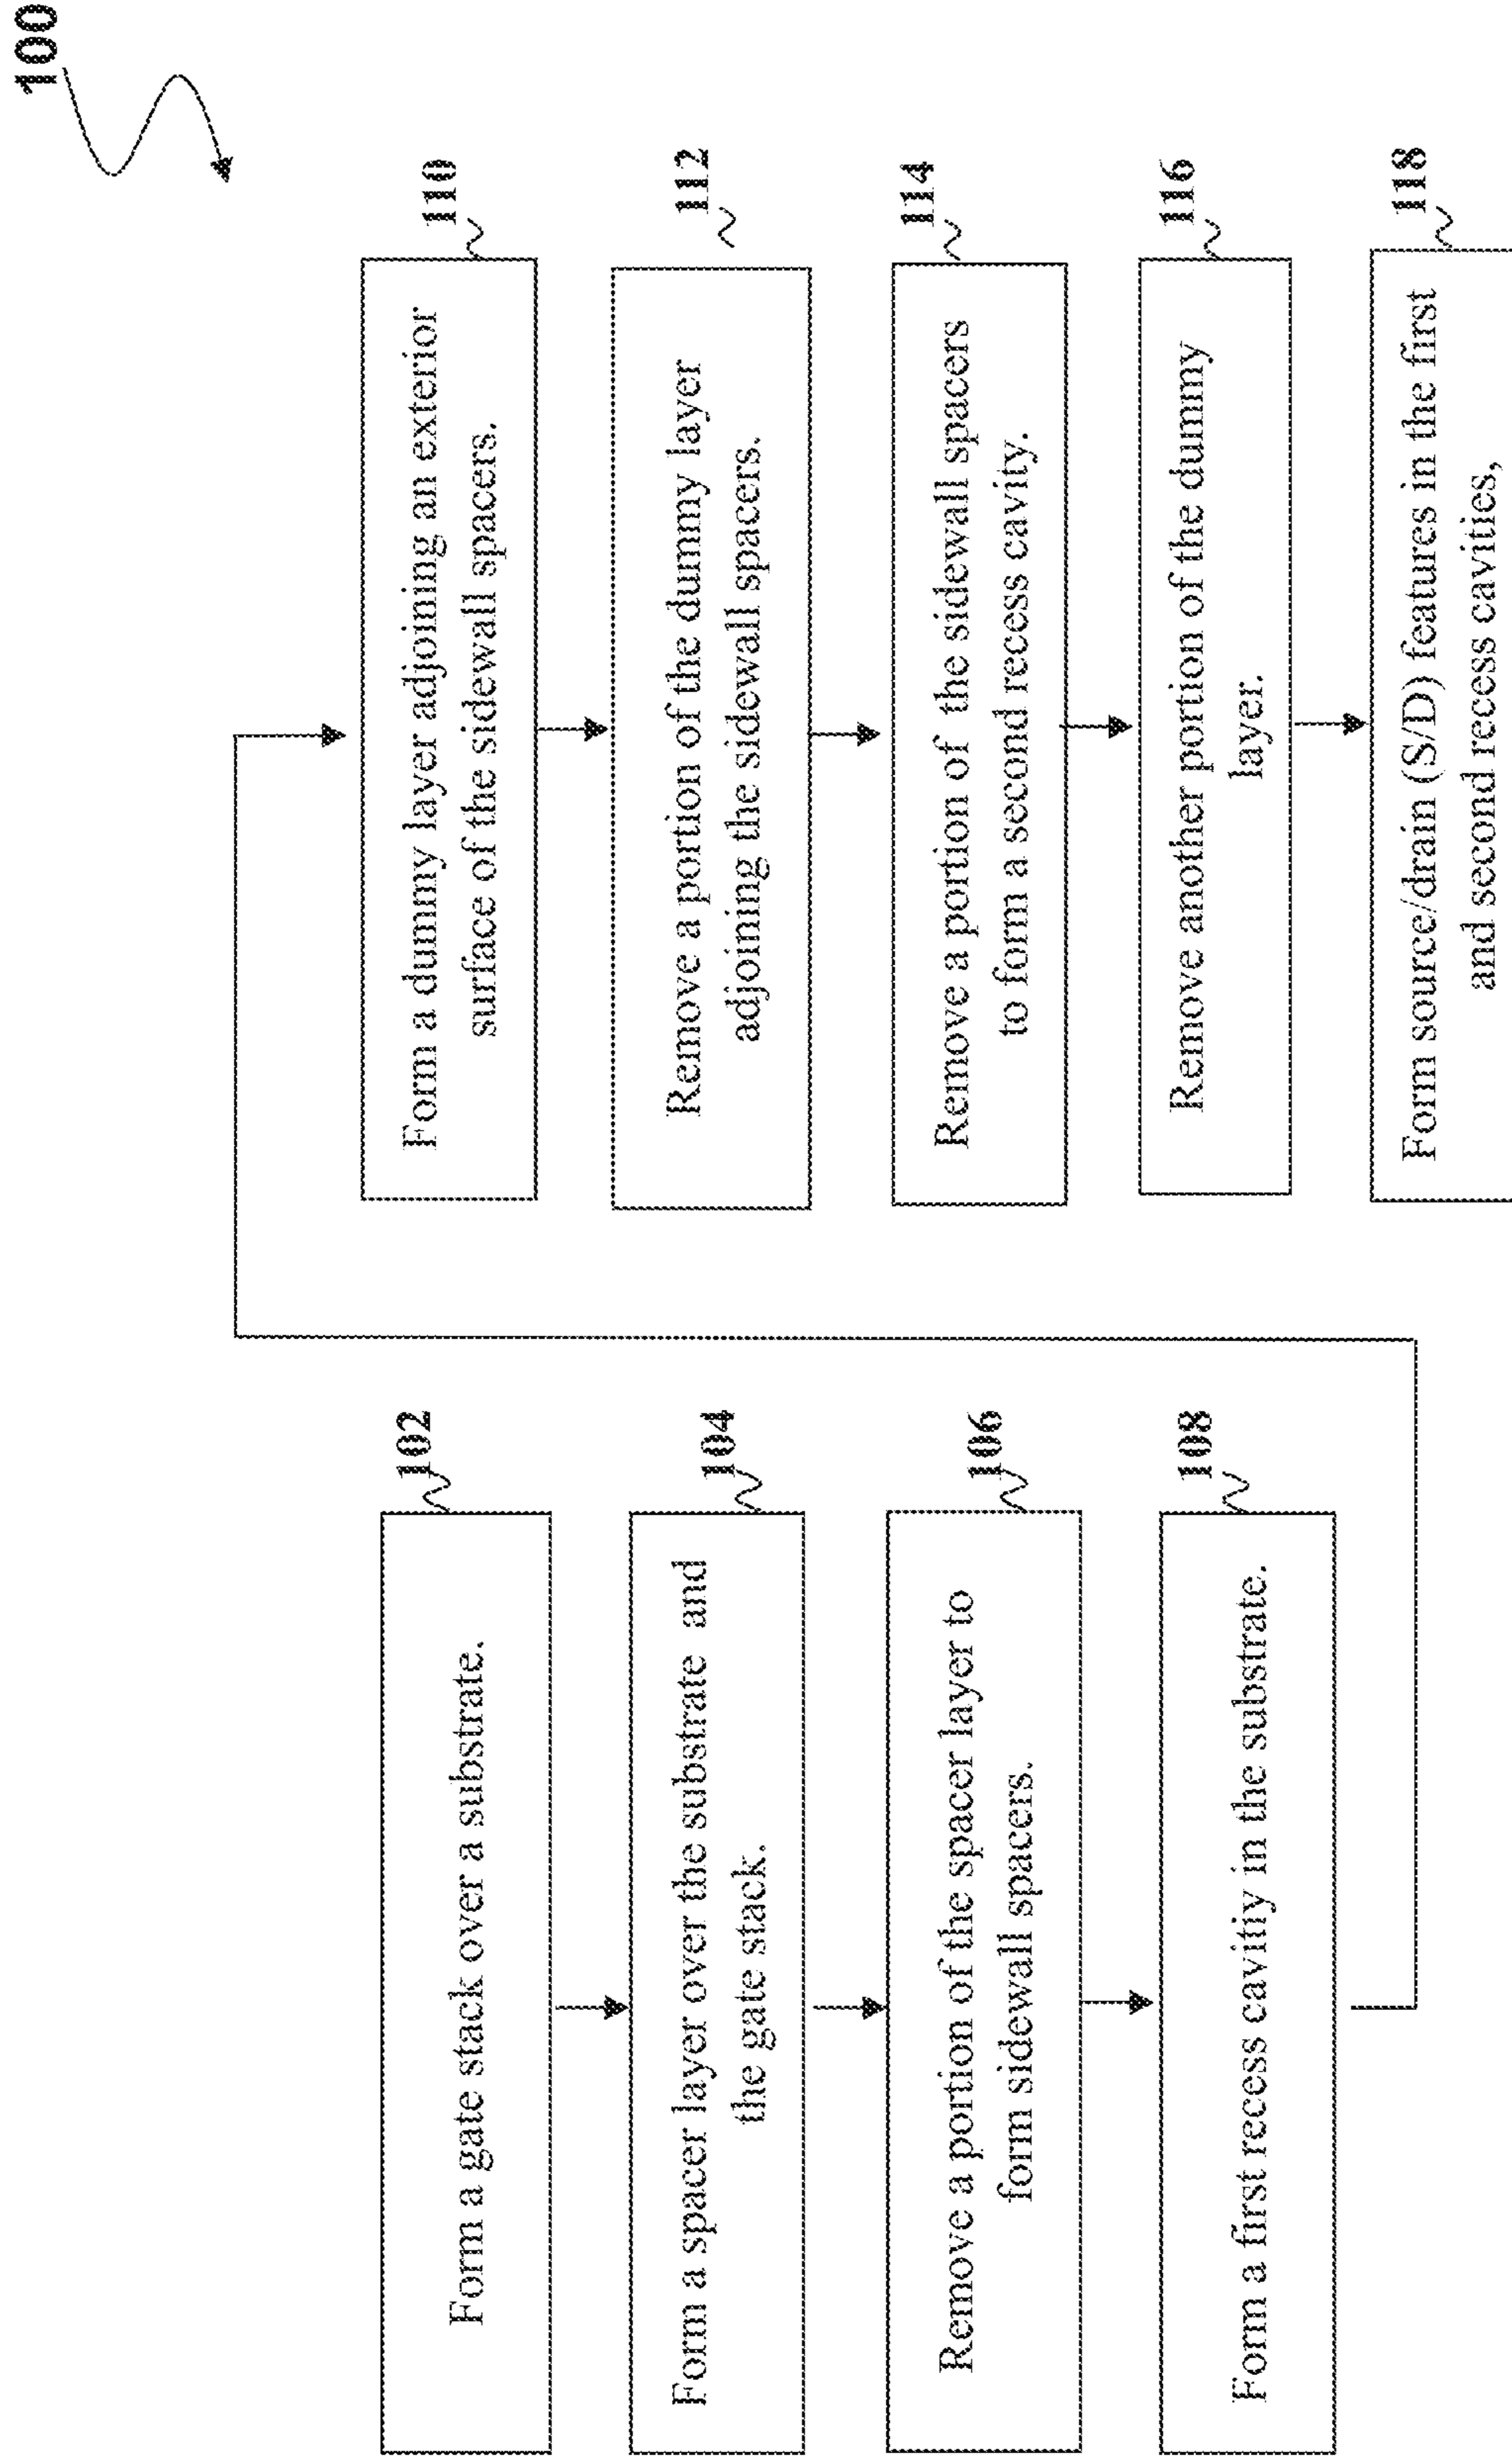 100
102
Form a gate stack over a substrate.
104
Form a spacer layer over the substrate and
the gate stack.
106
Remove a portion of the spacer layer to
form sidewall spacers.
108
Form a first recess cavitiy in the substrate.
110
Form a dummy layer adjoining an exterior
surface of the sidewall spacers.
112
Remove a portion of the dummy layer
adjoining the sidewall spacers.
114
Remove a portion of the sidewall spacers
to form a second recess cavity.
116
Remove another portion of the dummy
layer.
118
Form source/drain (S/D) features in the first
and second recess cavities,